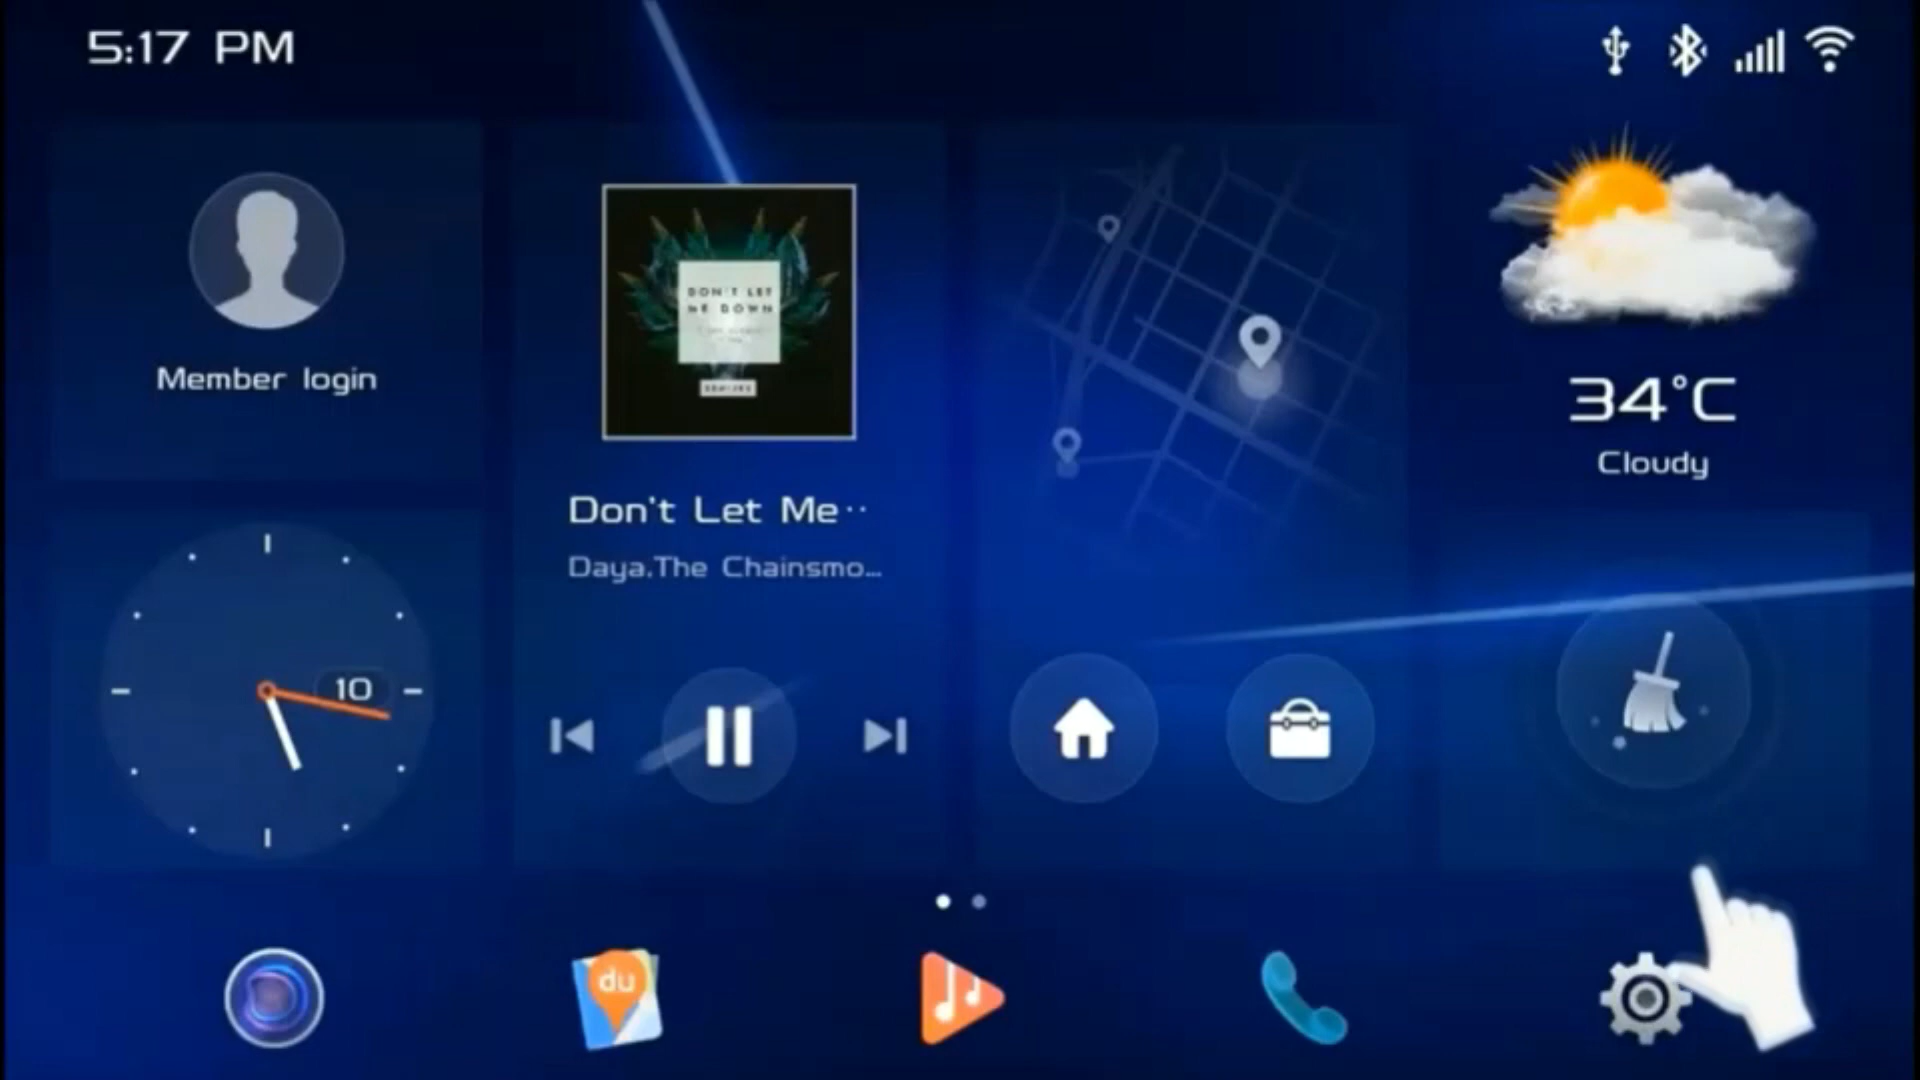 5:17 PM
Member login
10
DON'T LET
ME DOWN
REMIXES
Don't Let Me··
Daya,The Chainsmo...
34°C
Cloudy
du